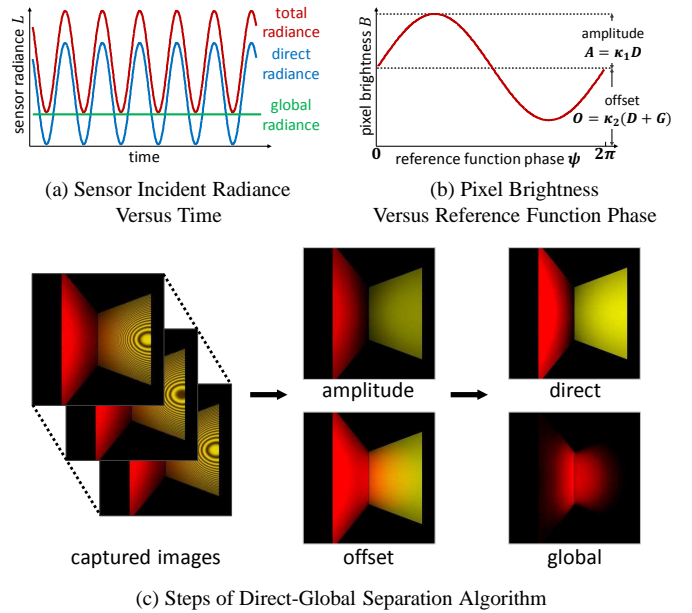 sensor radiance L
total
radiance
direct
radiance
global
radiance
time
(a) Sensor Incident Radiance
Versus Time
pixel brightness B
amplitude
A = κ₁D
offset
O = κ₂(D + G)
0
reference function phase ψ
2π
(b) Pixel Brightness
Versus Reference Function Phase
captured images
amplitude
direct
offset
global
(c) Steps of Direct-Global Separation Algorithm